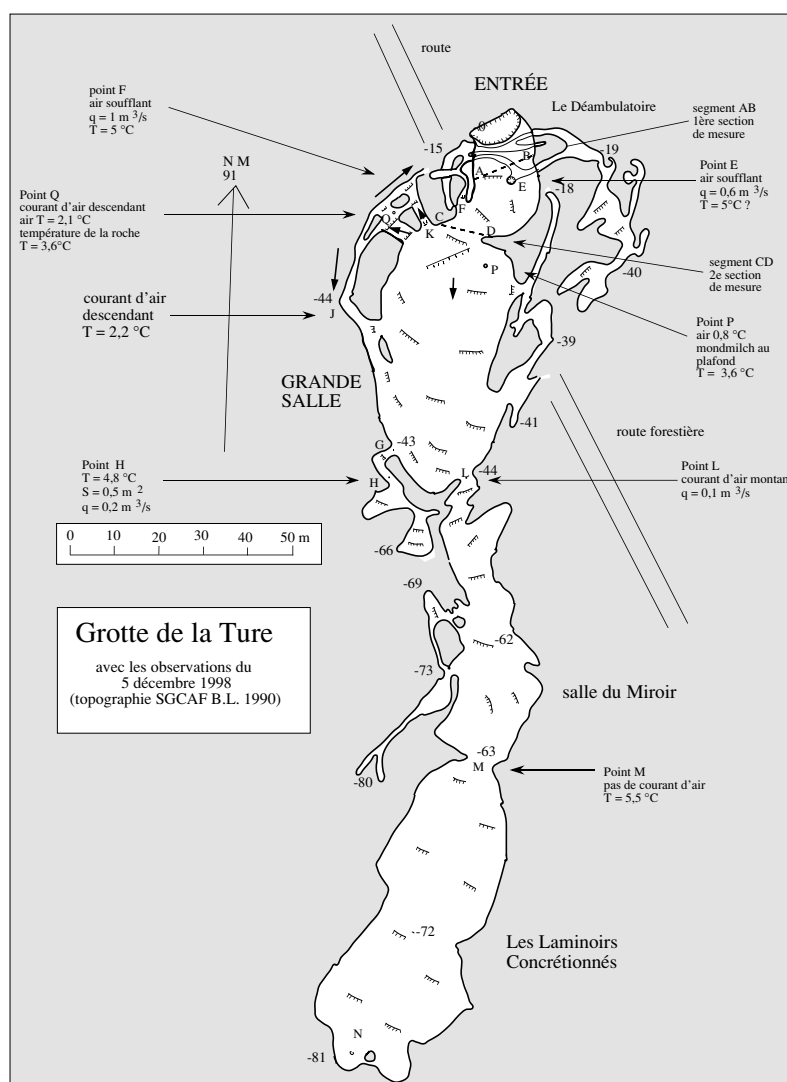 route
ENTRÉE
Le Déambulatoire
point F
air soufflant
q = 1 m³/s
T = 5 °C
segment AB
1ère section
de mesure
0
-15
-19
B
A
N M
91
Point E
air soufflant
q = 0,6 m³/s
T = 5°C ?
E
-18
F
Point Q
courant d'air descendant
air T = 2,1 °C
température de la roche
T = 3,6°C
Q
C
K
D
segment CD
2e section
de mesure
P
-40
-44
J
courant d'air
descendant
T = 2,2 °C
Point P
air 0,8 °C
mondmilch au
plafond
T = 3,6 °C
-39
GRANDE
SALLE
-41
route forestière
G
-43
L
-44
Point H
T = 4,8 °C
S = 0,5 m²
q = 0,2 m³/s
H
Point L
courant d'air montan
q = 0,1 m³/s
0 10 20 30 40 50 m
-66
-69
Grotte de la Ture
avec les observations du
5 décembre 1998
(topographie SGCAF B.L. 1990)
-62
-73
salle du Miroir
-63
M
-80
Point M
pas de courant d'air
T = 5,5 °C
--72
Les Laminoirs
Concrétionnés
N
-81